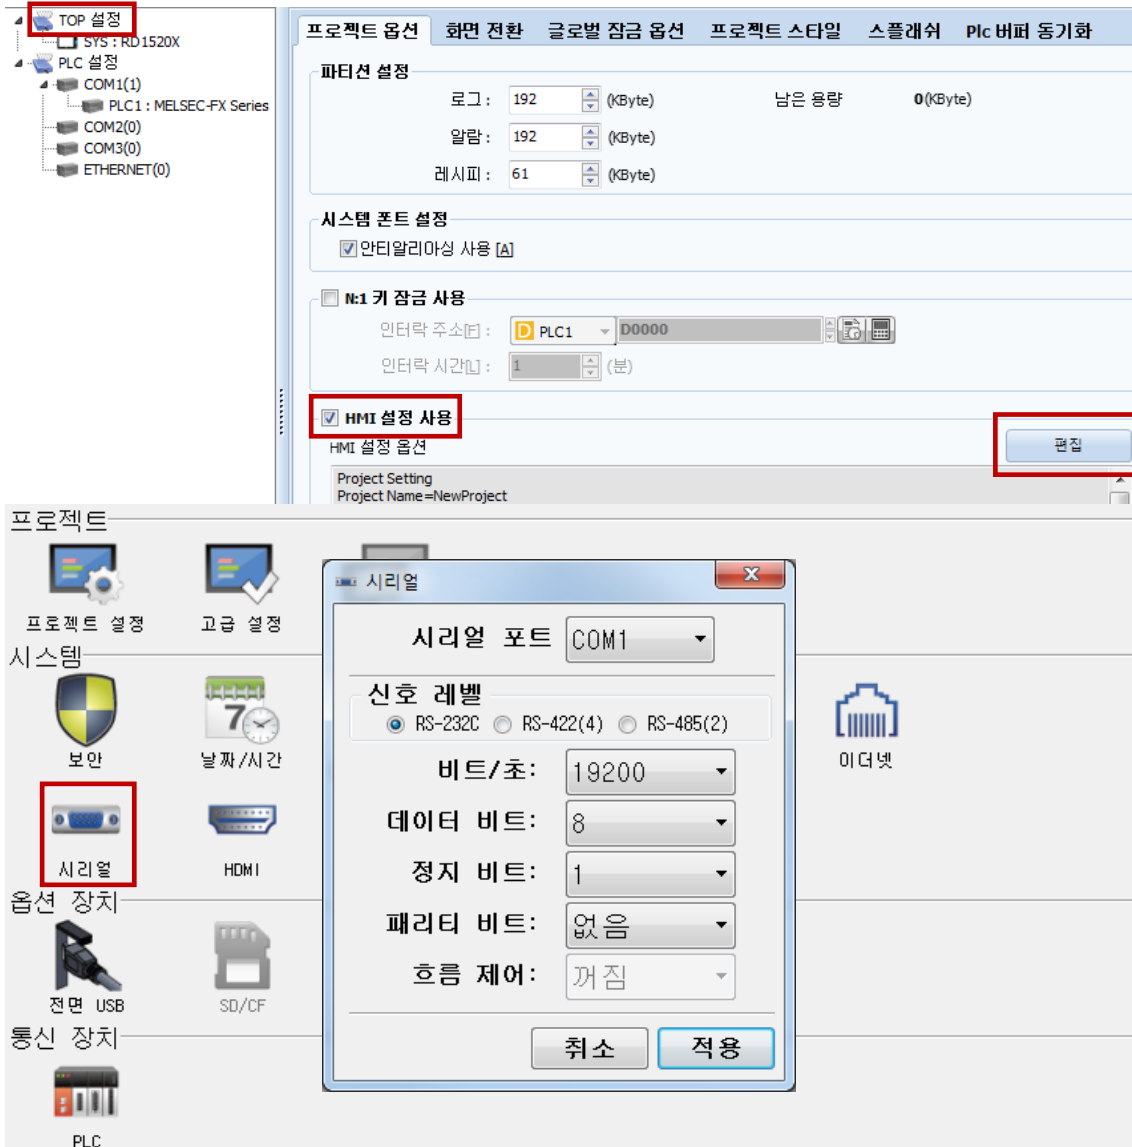 TOP 설정
SYS : RD1520X
PLC 설정
COM1(1)
PLC1 : MELSEC-FX Series
COM2(0)
COM3(0)
ETHERNET(0)
프로젝트 옵션 화면 전환 글로벌 잠금 옵션 프로젝트 스타일 스플래쉬 Plc 버퍼 동기화
파티션 설정
로그 : 192 (KByte) 남은 용량 0(KByte)
알람 : 192 (KByte)
레시피 : 61 (KByte)
시스템 폰트 설정
안티알리아싱 사용 [A]
N:1 키 잠금 사용
인터락 주소[F] : D PLC1 D0000
인터락 시간[L] : 1 (분)
HMI 설정 사용
HMI 설정 옵션 편집
Project Setting
Project Name=NewProject
프로젝트
프로젝트 설정 고급 설정
시스템
보안 날짜/시간 이더넷
시리얼 HDMI
옵션 장치
전면 USB SD/CF
통신 장치
PLC
시리얼
시리얼 포트 COM1
신호 레벨
RS-232C RS-422(4) RS-485(2)
비트/초: 19200
데이터 비트: 8
정지 비트: 1
패리티 비트: 없음
흐름 제어: 꺼짐
취소 적용